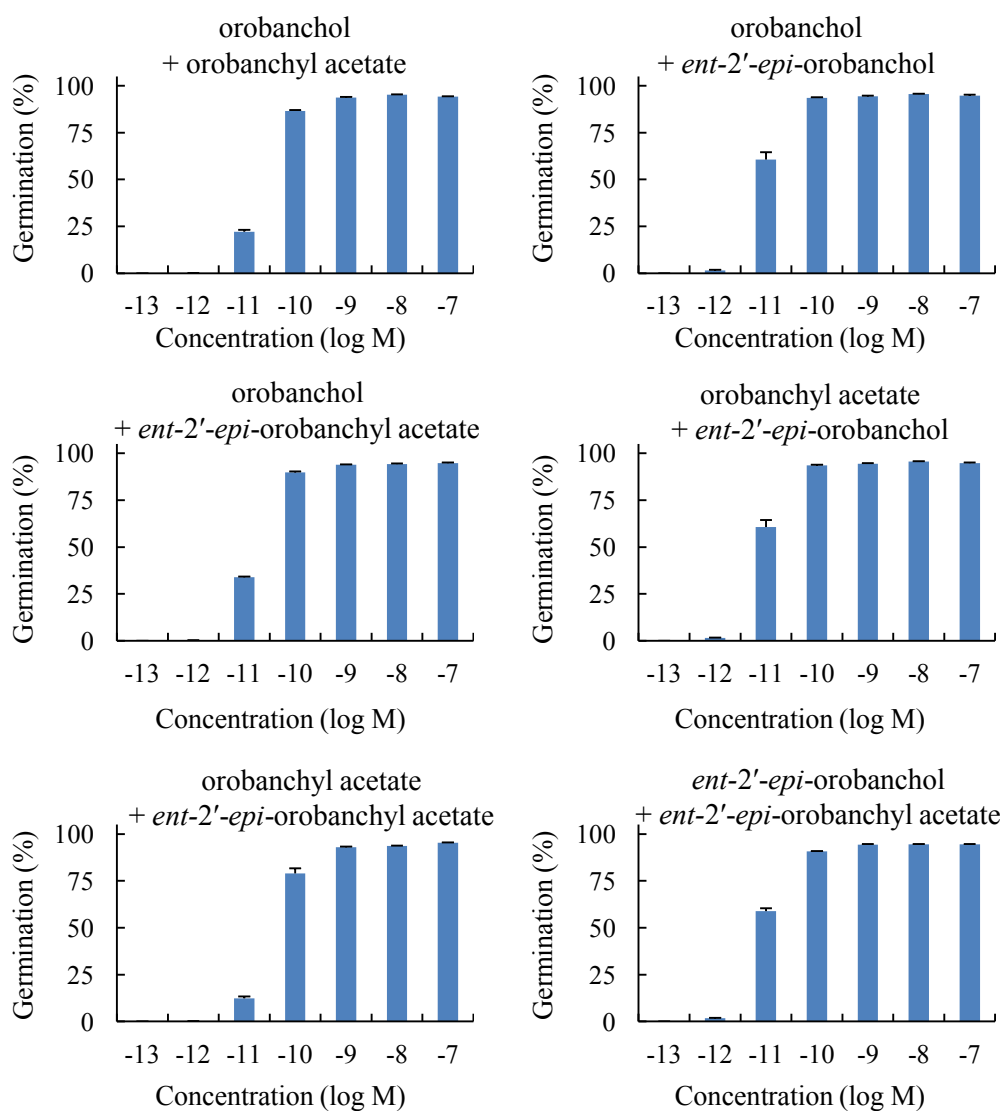 orobanchol
+ orobanchyl acetate
Germination (%)
100
75
50
25
0
-13 -12 -11 -10 -9 -8 -7
Concentration (log M)
orobanchol
+ ent-2′-epi-orobanchol
Germination (%)
100
75
50
25
0
-13 -12 -11 -10 -9 -8 -7
Concentration (log M)
orobanchol
+ ent-2′-epi-orobanchyl acetate
Germination (%)
100
75
50
25
0
-13 -12 -11 -10 -9 -8 -7
Concentration (log M)
orobanchyl acetate
+ ent-2′-epi-orobanchol
Germination (%)
100
75
50
25
0
-13 -12 -11 -10 -9 -8 -7
Concentration (log M)
orobanchyl acetate
+ ent-2′-epi-orobanchyl acetate
Germination (%)
100
75
50
25
0
-13 -12 -11 -10 -9 -8 -7
Concentration (log M)
ent-2′-epi-orobanchol
+ ent-2′-epi-orobanchyl acetate
Germination (%)
100
75
50
25
0
-13 -12 -11 -10 -9 -8 -7
Concentration (log M)